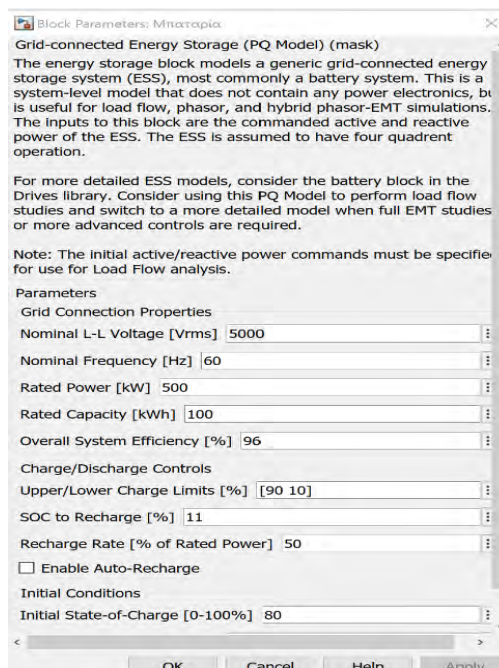 Block Parameters: Μπαταρία
Grid-connected Energy Storage (PQ Model) (mask)
The energy storage block models a generic grid-connected energy
storage system (ESS), most commonly a battery system. This is a
system-level model that does not contain any power electronics, bu
is useful for load flow, phasor, and hybrid phasor-EMT simulations.
The inputs to this block are the commanded active and reactive
power of the ESS. The ESS is assumed to have four quadrent
operation.
For more detailed ESS models, consider the battery block in the
Drives library. Consider using this PQ Model to perform load flow
studies and switch to a more detailed model when full EMT studies
or more advanced controls are required.
Note: The initial active/reactive power commands must be specifie
for use for Load Flow analysis.
Parameters
Grid Connection Properties
Nominal L-L Voltage [Vrms] 5000
Nominal Frequency [Hz] 60
Rated Power [kW] 500
Rated Capacity [kWh] 100
Overall System Efficiency [%] 96
Charge/Discharge Controls
Upper/Lower Charge Limits [%] [90 10]
SOC to Recharge [%] 11
Recharge Rate [% of Rated Power] 50
Enable Auto-Recharge
Initial Conditions
Initial State-of-Charge [0-100%] 80
OK Cancel Help Apply